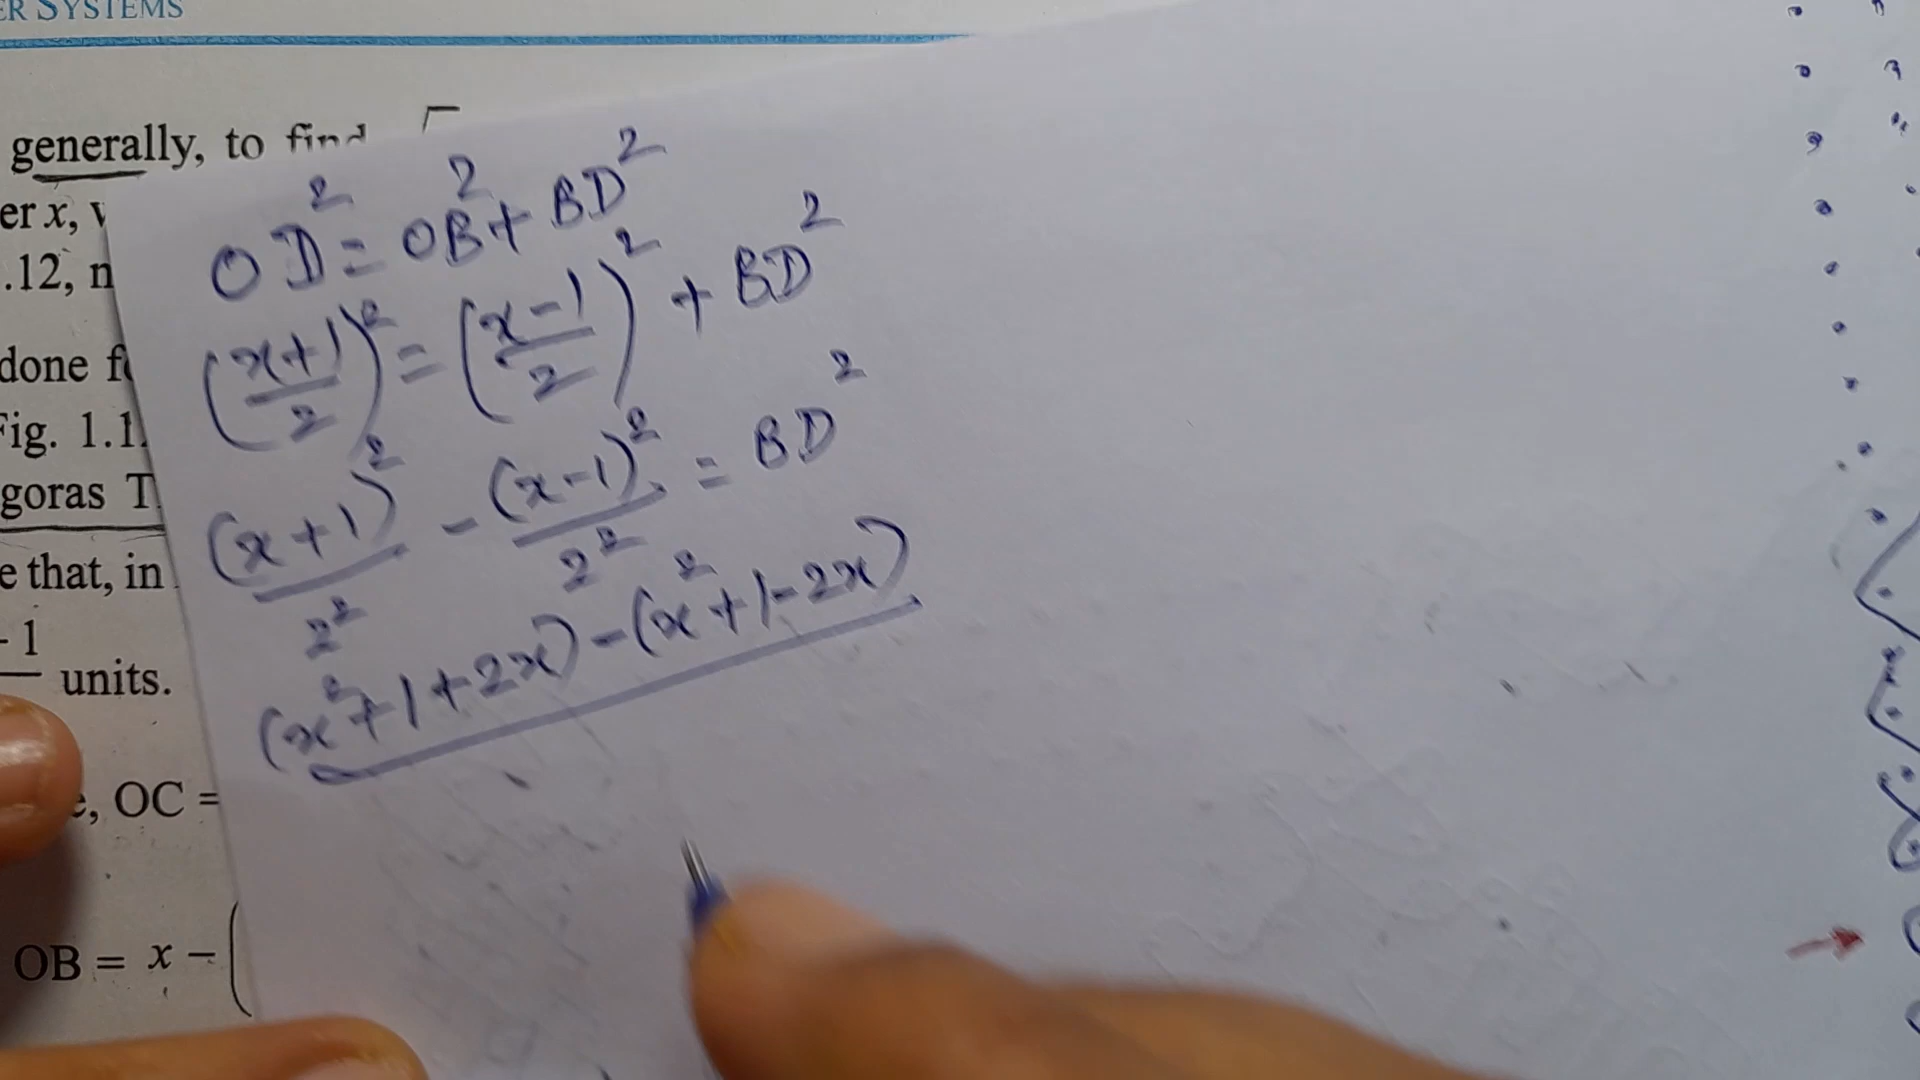 ER SYSTEMS
generally, to find √
er x,
.12,
done
Fig. 1.1
goras T
e that, in
- 1
units.
e, OC =
OB = x - (
OD² = OB² + BD²
(x+1/2)² = (x-1/2)² + BD²
(x+1)²/2² - (x-1)²/2² = BD²
(x²+1+2x)-(x²+1-2x)